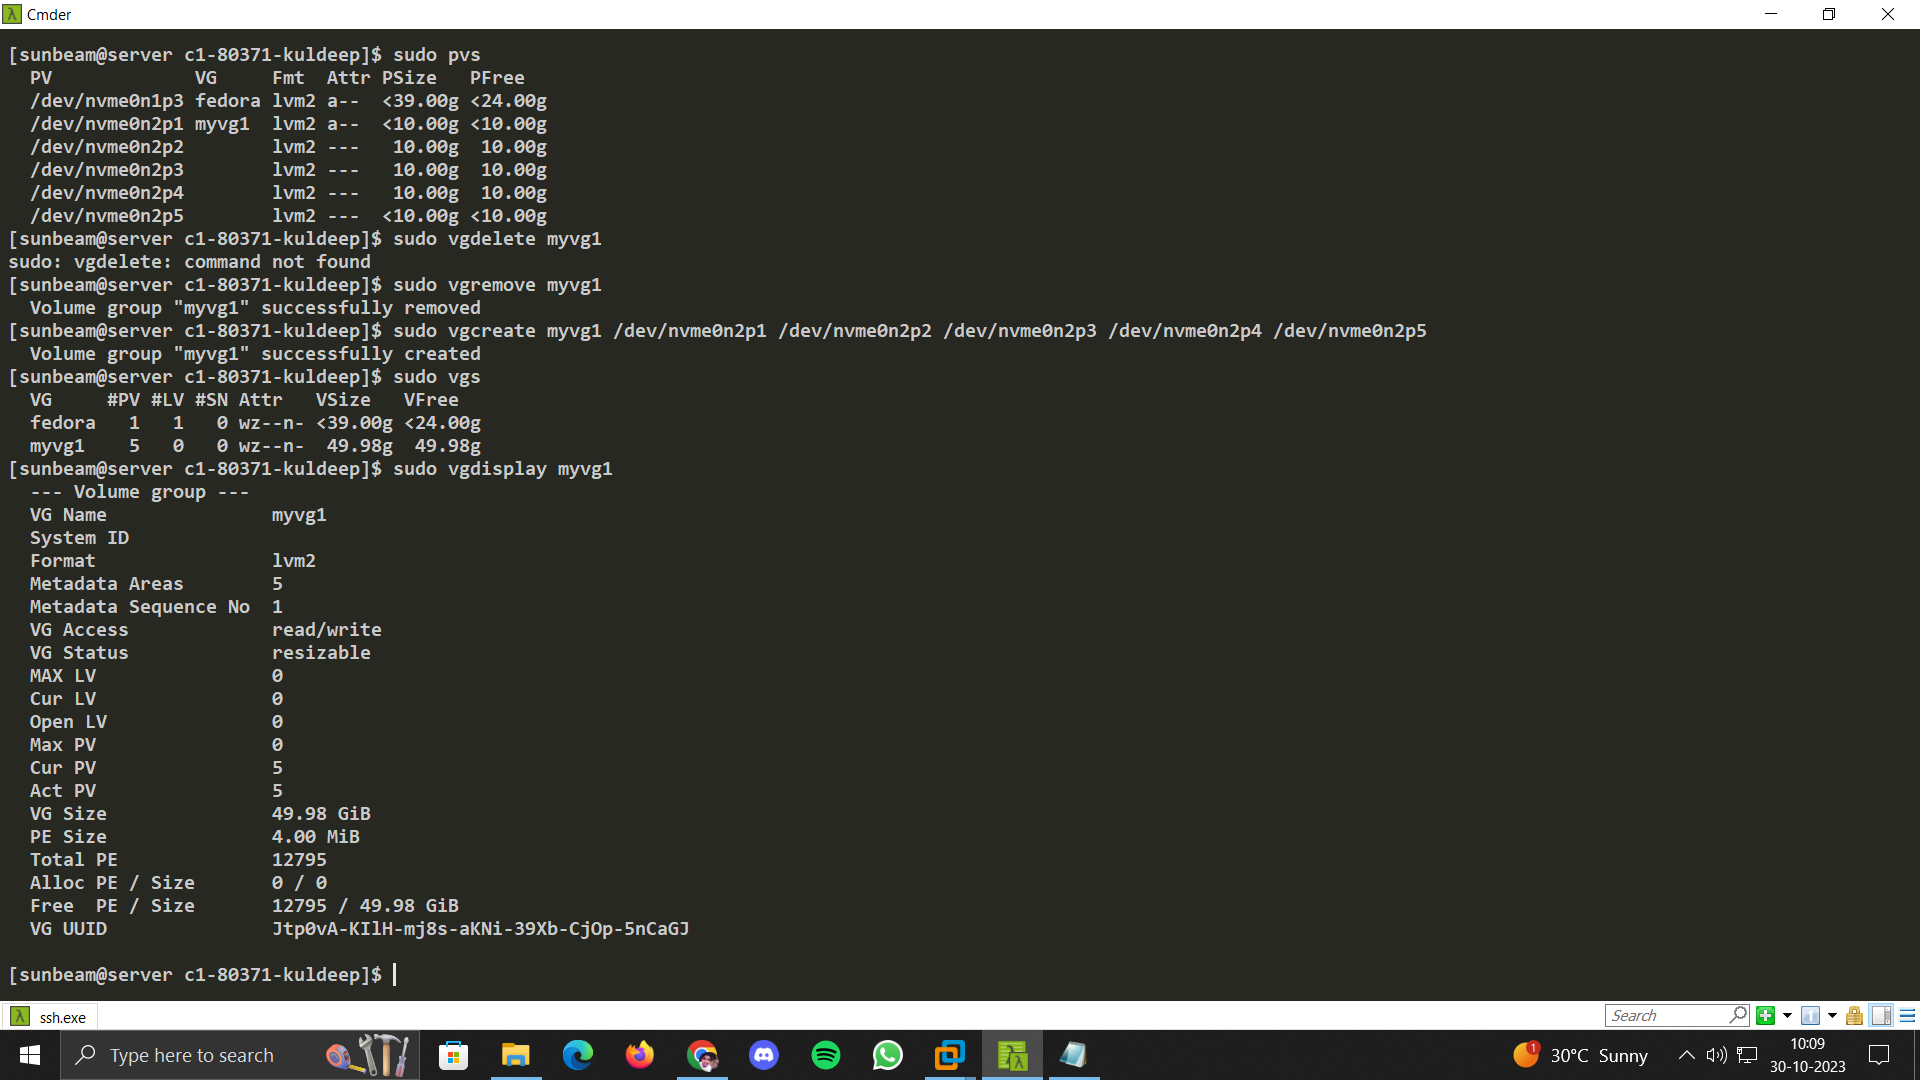 Cmder
[sunbeam@server c1-80371-kuldeep]$ sudo pvs
  PV             VG     Fmt  Attr PSize   PFree
  /dev/nvme0n1p3 fedora lvm2 a--  <39.00g <24.00g
  /dev/nvme0n2p1 myvg1  lvm2 a--  <10.00g <10.00g
  /dev/nvme0n2p2        lvm2 ---   10.00g  10.00g
  /dev/nvme0n2p3        lvm2 ---   10.00g  10.00g
  /dev/nvme0n2p4        lvm2 ---   10.00g  10.00g
  /dev/nvme0n2p5        lvm2 ---  <10.00g <10.00g
[sunbeam@server c1-80371-kuldeep]$ sudo vgdelete myvg1
sudo: vgdelete: command not found
[sunbeam@server c1-80371-kuldeep]$ sudo vgremove myvg1
  Volume group "myvg1" successfully removed
[sunbeam@server c1-80371-kuldeep]$ sudo vgcreate myvg1 /dev/nvme0n2p1 /dev/nvme0n2p2 /dev/nvme0n2p3 /dev/nvme0n2p4 /dev/nvme0n2p5
  Volume group "myvg1" successfully created
[sunbeam@server c1-80371-kuldeep]$ sudo vgs
  VG     #PV #LV #SN Attr   VSize   VFree
  fedora   1   1   0 wz--n- <39.00g <24.00g
  myvg1    5   0   0 wz--n-  49.98g  49.98g
[sunbeam@server c1-80371-kuldeep]$ sudo vgdisplay myvg1
  --- Volume group ---
  VG Name               myvg1
  System ID
  Format                lvm2
  Metadata Areas        5
  Metadata Sequence No  1
  VG Access             read/write
  VG Status             resizable
  MAX LV                0
  Cur LV                0
  Open LV               0
  Max PV                0
  Cur PV                5
  Act PV                5
  VG Size               49.98 GiB
  PE Size               4.00 MiB
  Total PE              12795
  Alloc PE / Size       0 / 0
  Free  PE / Size       12795 / 49.98 GiB
  VG UUID               Jtp0vA-KIlH-mj8s-aKNi-39Xb-CjOp-5nCaGJ
[sunbeam@server c1-80371-kuldeep]$
ssh.exe
Search
Type here to search
1
30°C Sunny
10:09
30-10-2023